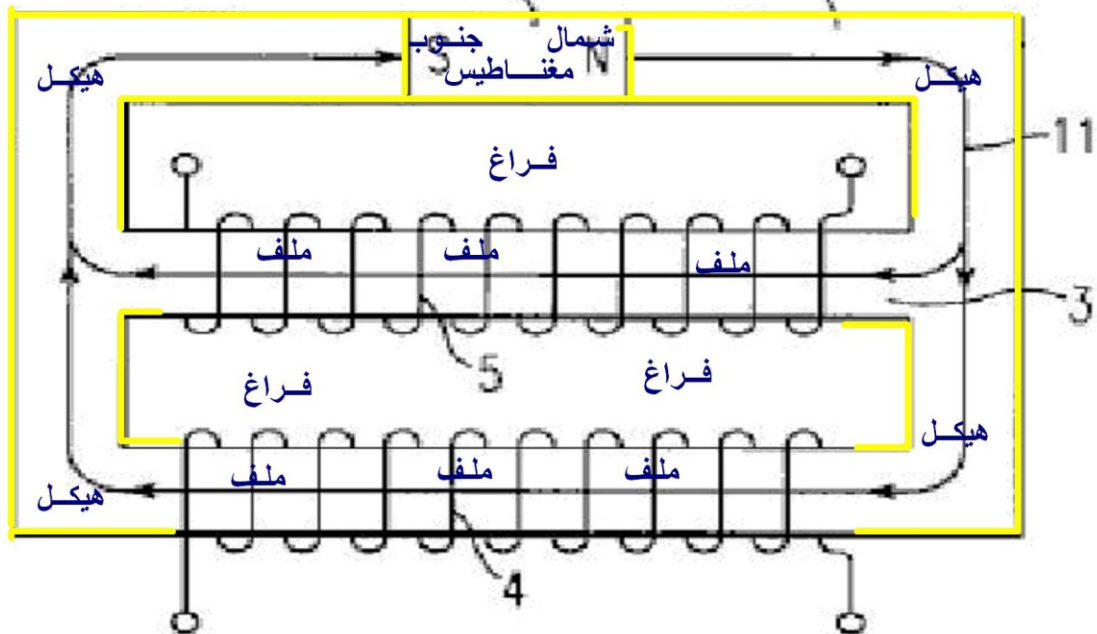 جنوب شمال
S N
مغناطيس
هيكل هيكل
11
فراغ
ملف ملف ملف
3
5
فراغ فراغ
هيكل
ملف ملف ملف
هيكل
4